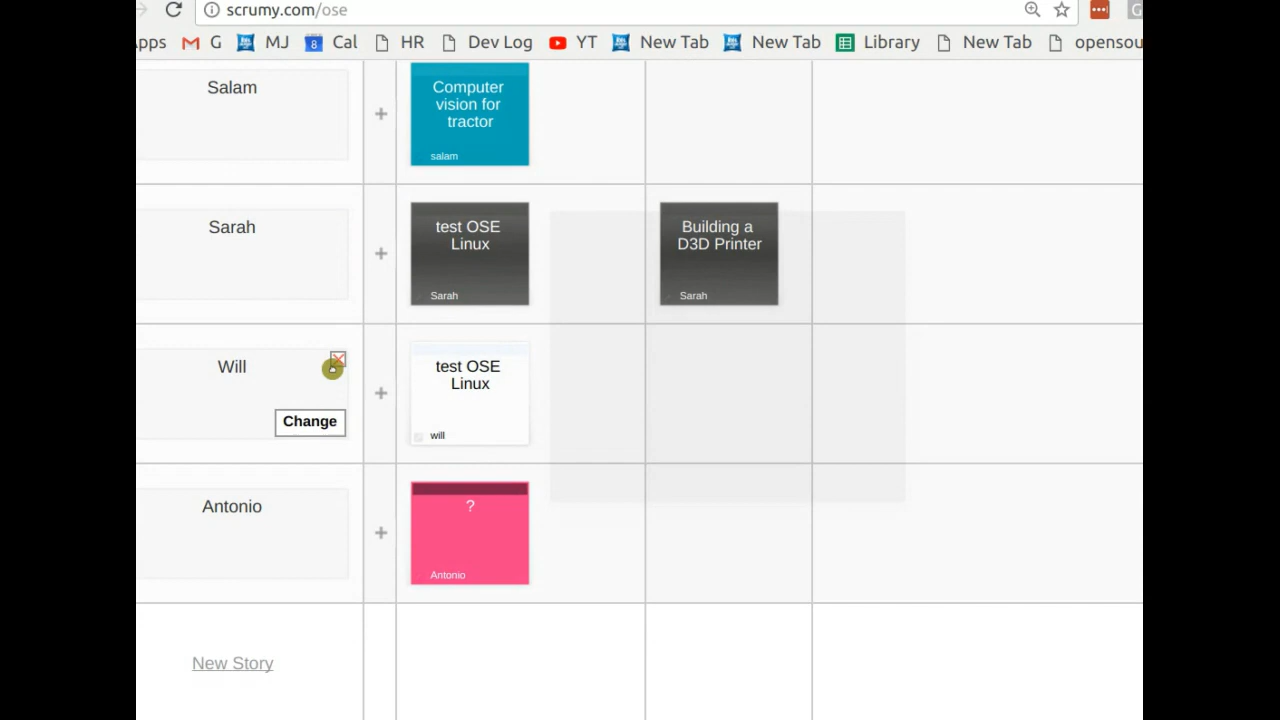 scrumy.com/ose
Apps G MJ 8 Cal HR Dev Log YT New Tab New Tab Library New Tab opensou
Salam
+
Computer
vision for
tractor
salam
Sarah
+
test OSE
Linux
Sarah
Building a
D3D Printer
Sarah
Will
Change
+
test OSE
Linux
will
Antonio
+
?
Antonio
New Story